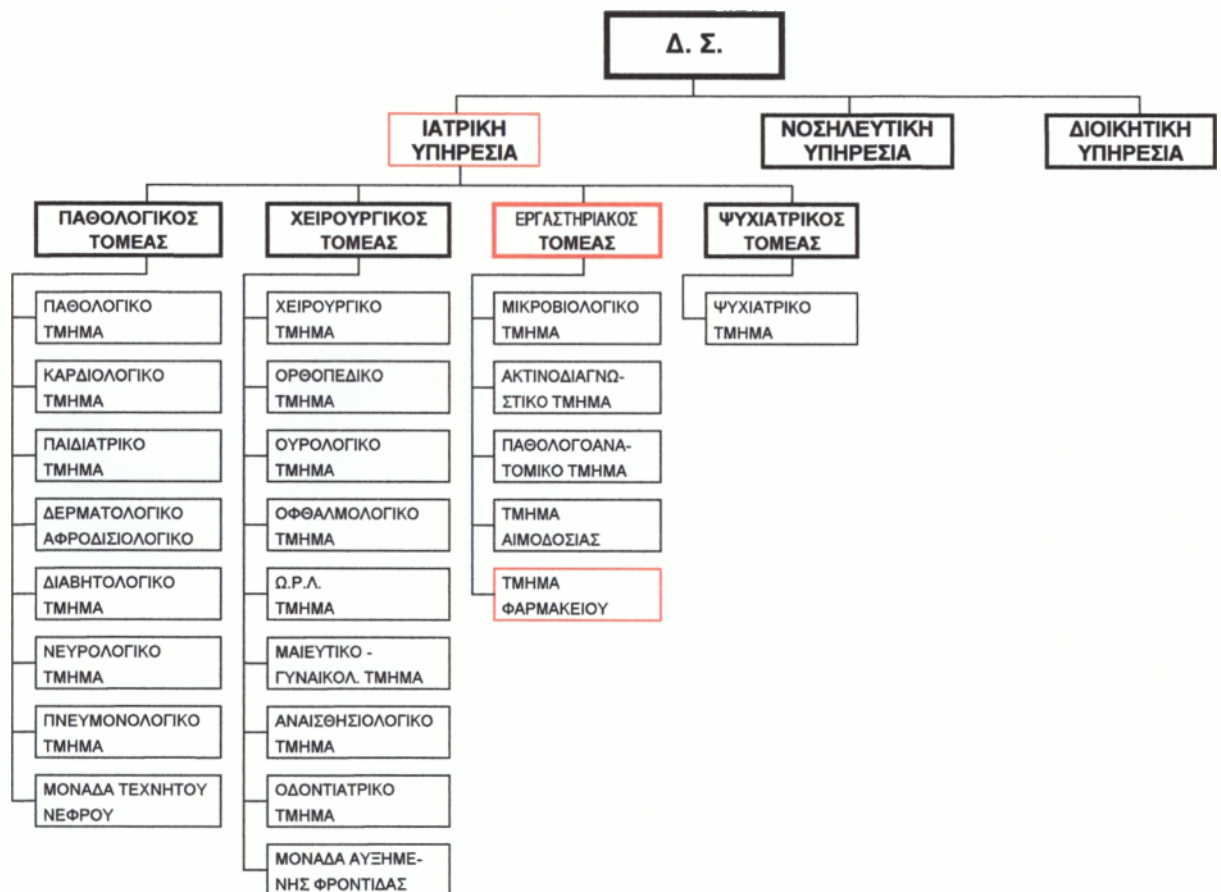 Δ. Σ.
ΙΑΤΡΙΚΗ
ΥΠΗΡΕΣΙΑ
ΝΟΣΗΛΕΥΤΙΚΗ
ΥΠΗΡΕΣΙΑ
ΔΙΟΙΚΗΤΙΚΗ
ΥΠΗΡΕΣΙΑ
ΠΑΘΟΛΟΓΙΚΟΣ
ΤΟΜΕΑΣ
ΠΑΘΟΛΟΓΙΚΟ
ΤΜΗΜΑ
ΚΑΡΔΙΟΛΟΓΙΚΟ
ΤΜΗΜΑ
ΠΑΙΔΙΑΤΡΙΚΟ
ΤΜΗΜΑ
ΔΕΡΜΑΤΟΛΟΓΙΚΟ
ΑΦΡΟΔΙΣΙΟΛΟΓΙΚΟ
ΔΙΑΒΗΤΟΛΟΓΙΚΟ
ΤΜΗΜΑ
ΝΕΥΡΟΛΟΓΙΚΟ
ΤΜΗΜΑ
ΠΝΕΥΜΟΝΟΛΟΓΙΚΟ
ΤΜΗΜΑ
ΜΟΝΑΔΑ ΤΕΧΝΗΤΟΥ
ΝΕΦΡΟΥ
ΧΕΙΡΟΥΡΓΙΚΟΣ
ΤΟΜΕΑΣ
ΧΕΙΡΟΥΡΓΙΚΟ
ΤΜΗΜΑ
ΟΡΘΟΠΕΔΙΚΟ
ΤΜΗΜΑ
ΟΥΡΟΛΟΓΙΚΟ
ΤΜΗΜΑ
ΟΦΘΑΛΜΟΛΟΓΙΚΟ
ΤΜΗΜΑ
Ω.Ρ.Λ.
ΤΜΗΜΑ
ΜΑΙΕΥΤΙΚΟ -
ΓΥΝΑΙΚΟΛ. ΤΜΗΜΑ
ΑΝΑΙΣΘΗΣΙΟΛΟΓΙΚΟ
ΤΜΗΜΑ
ΟΔΟΝΤΙΑΤΡΙΚΟ
ΤΜΗΜΑ
ΜΟΝΑΔΑ ΑΥΞΗΜΕ-
ΝΗΣ ΦΡΟΝΤΙΔΑΣ
ΕΡΓΑΣΤΗΡΙΑΚΟΣ
ΤΟΜΕΑΣ
ΜΙΚΡΟΒΙΟΛΟΓΙΚΟ
ΤΜΗΜΑ
ΑΚΤΙΝΟΔΙΑΓΝΩ-
ΣΤΙΚΟ ΤΜΗΜΑ
ΠΑΘΟΛΟΓΟΑΝΑ-
ΤΟΜΙΚΟ ΤΜΗΜΑ
ΤΜΗΜΑ
ΑΙΜΟΔΟΣΙΑΣ
ΤΜΗΜΑ
ΦΑΡΜΑΚΕΙΟΥ
ΨΥΧΙΑΤΡΙΚΟΣ
ΤΟΜΕΑΣ
ΨΥΧΙΑΤΡΙΚΟ
ΤΜΗΜΑ